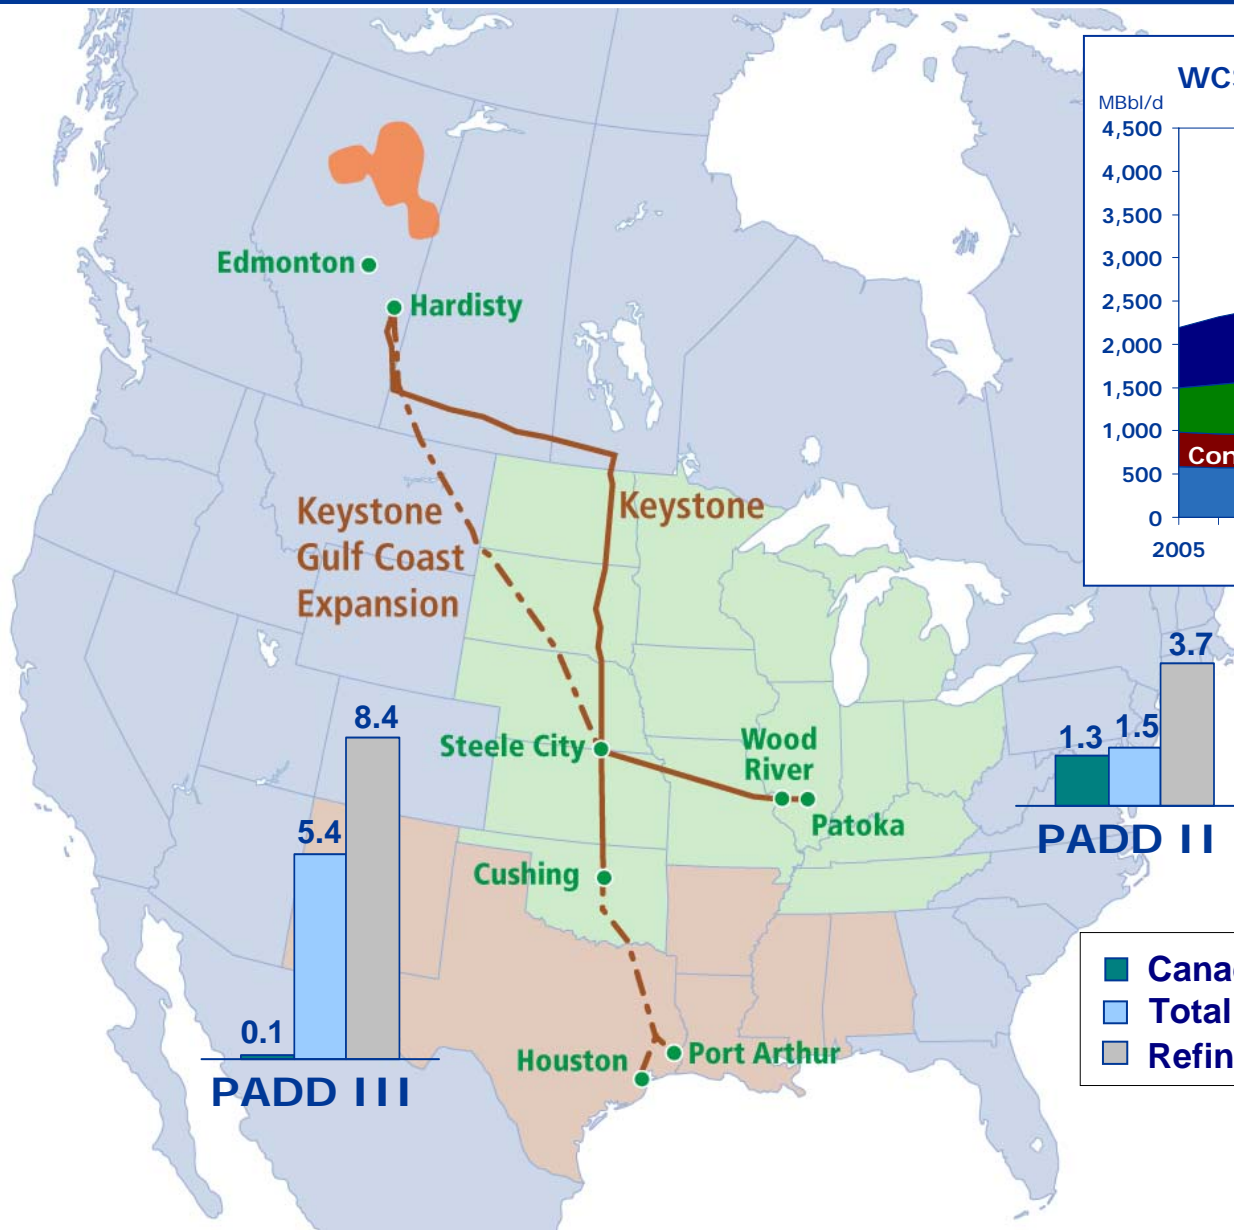 WCS
MBbl/d
4,500
4,000
3,500
3,000
2,500
2,000
1,500
1,000
500
0
2005
Con
Edmonton
Hardisty
Keystone
Gulf Coast
Expansion
Keystone
Steele City
Wood
River
Patoka
Cushing
Houston
Port Arthur
8.4
5.4
0.1
PADD III
3.7
1.5
1.3
PADD II
Cana
Total
Refin